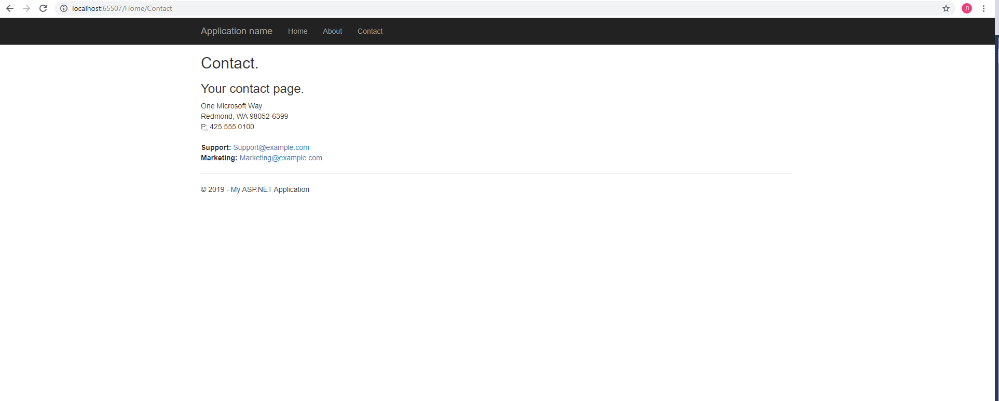 localhost:65507/Home/Contact
Л
Application name Home About Contact
Contact.
Your contact page.
One Microsoft Way
Redmond, WA 98052-6399
P: 425.555.0100
Support: Support@example.com
Marketing: Marketing@example.com
© 2019 - My ASP.NET Application